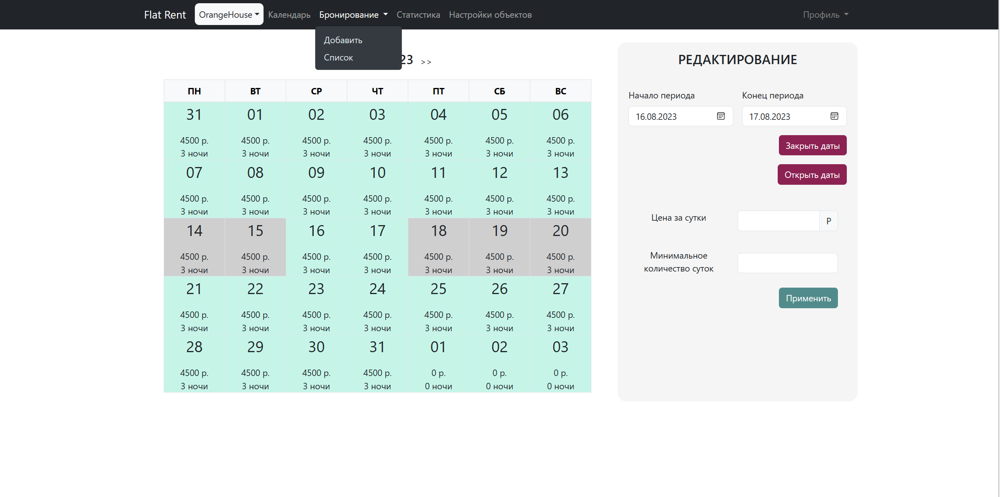 Flat Rent OrangeHouse Календарь Бронирование Статистика Настройки объектов Профиль
Добавить
Список
23 >>
ПН ВТ СР ЧТ ПТ СБ ВС
31 01 02 03 04 05 06
4500 р. 4500 р. 4500 р. 4500 р. 4500 р. 4500 р. 4500 р.
3 ночи 3 ночи 3 ночи 3 ночи 3 ночи 3 ночи 3 ночи
07 08 09 10 11 12 13
4500 р. 4500 р. 4500 р. 4500 р. 4500 р. 4500 р. 4500 р.
3 ночи 3 ночи 3 ночи 3 ночи 3 ночи 3 ночи 3 ночи
14 15 16 17 18 19 20
4500 р. 4500 р. 4500 р. 4500 р. 4500 р. 4500 р. 4500 р.
3 ночи 3 ночи 3 ночи 3 ночи 3 ночи 3 ночи 3 ночи
21 22 23 24 25 26 27
4500 р. 4500 р. 4500 р. 4500 р. 4500 р. 4500 р. 4500 р.
3 ночи 3 ночи 3 ночи 3 ночи 3 ночи 3 ночи 3 ночи
28 29 30 31 01 02 03
4500 р. 4500 р. 4500 р. 4500 р. 0 р. 0 р. 0 р.
3 ночи 3 ночи 3 ночи 3 ночи 0 ночи 0 ночи 0 ночи
РЕДАКТИРОВАНИЕ
Начало периода Конец периода
16.08.2023 17.08.2023
Закрыть даты
Открыть даты
Цена за сутки Р
Минимальное
количество суток
Применить